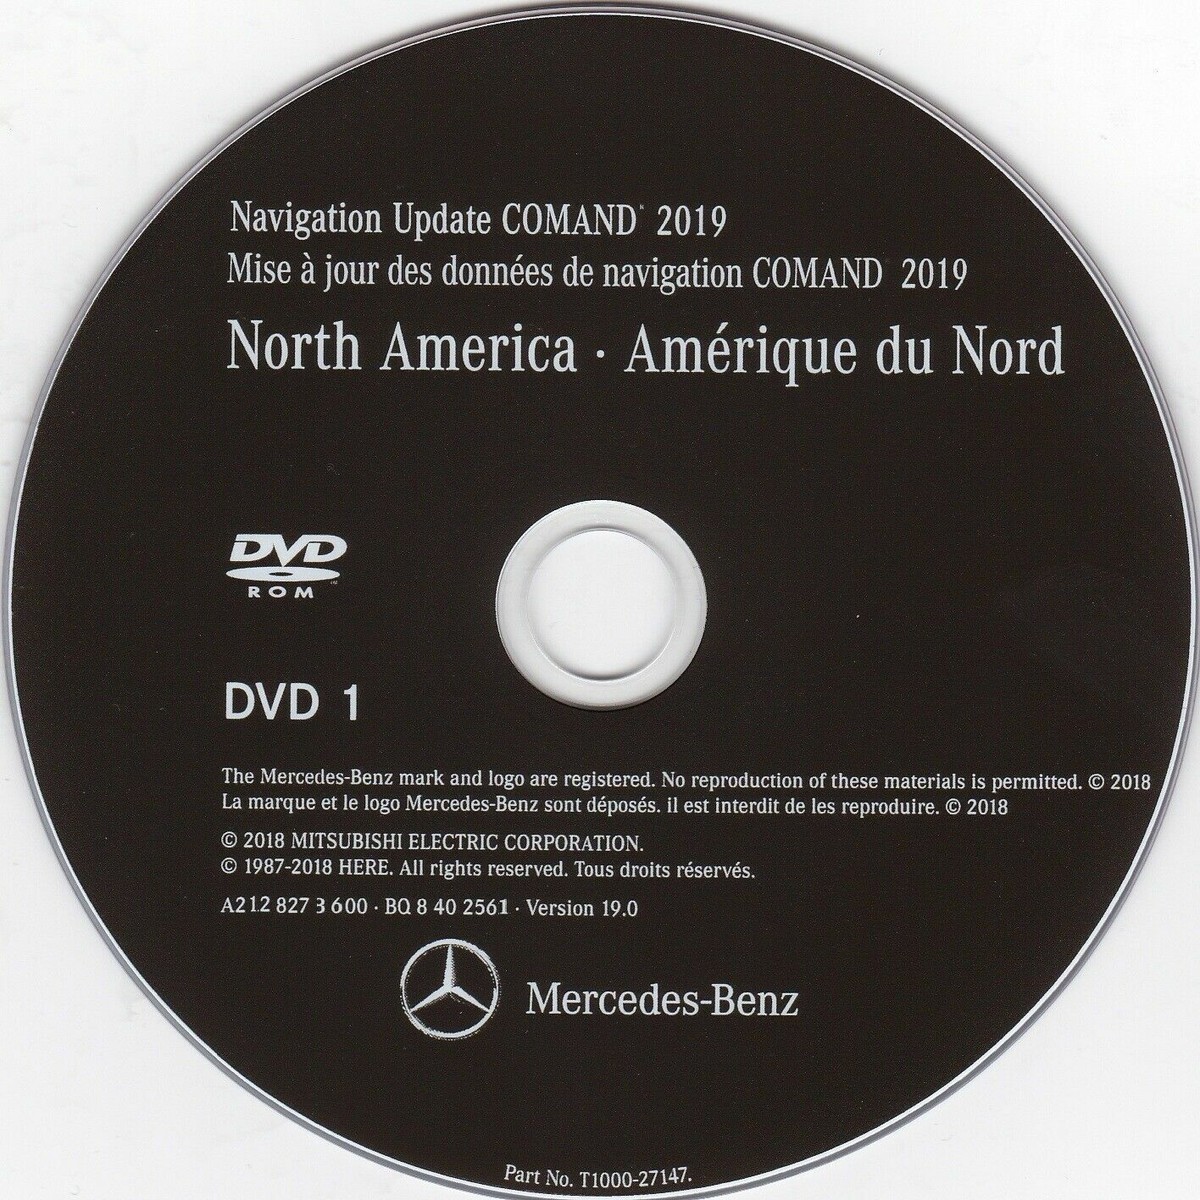 Navigation Update COMAND 2019
Mise à jour des données de navigation COMAND 2019
North America · Amérique du Nord
DVD
ROM
DVD 1
The Mercedes-Benz mark and logo are registered. No reproduction of these materials is permitted. © 2018
La marque et le logo Mercedes-Benz sont déposés. il est interdit de les reproduire. © 2018
© 2018 MITSUBISHI ELECTRIC CORPORATION.
© 1987-2018 HERE. All rights reserved. Tous droits réservés.
A212 827 3 600 · BQ 8 40 2561 · Version 19.0
Mercedes-Benz
Part No. T1000-27147.